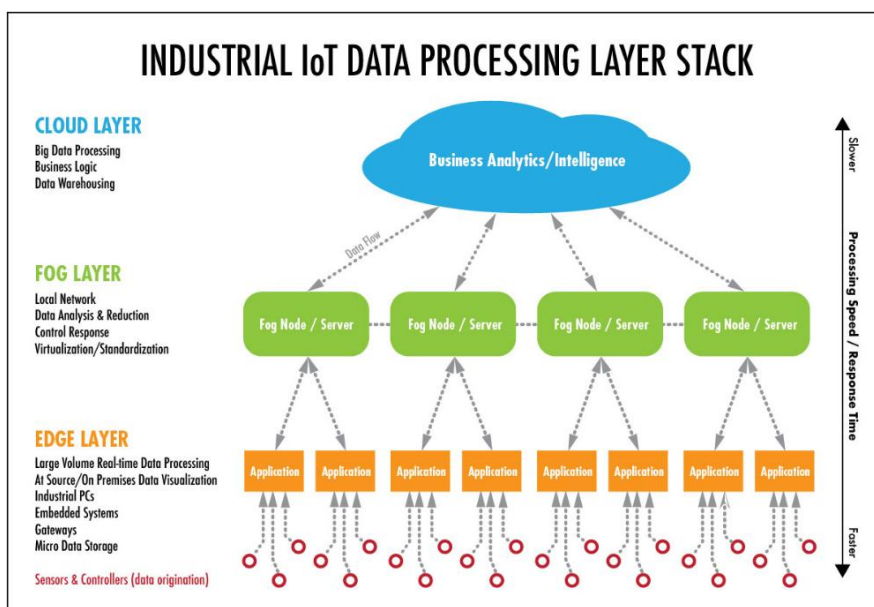 INDUSTRIAL IoT DATA PROCESSING LAYER STACK
CLOUD LAYER
Big Data Processing
Business Logic
Data Warehousing
Business Analytics/Intelligence
Data Flow
FOG LAYER
Local Network
Data Analysis & Reduction
Control Response
Virtualization/Standardization
Fog Node / Server
Fog Node / Server
Fog Node / Server
Fog Node / Server
EDGE LAYER
Large Volume Real-time Data Processing
At Source/On Premises Data Visualization
Industrial PCs
Embedded Systems
Gateways
Micro Data Storage
Application
Application
Application
Application
Application
Application
Application
Application
Sensors & Controllers (data origination)
Slower
Processing Speed / Response Time
Faster